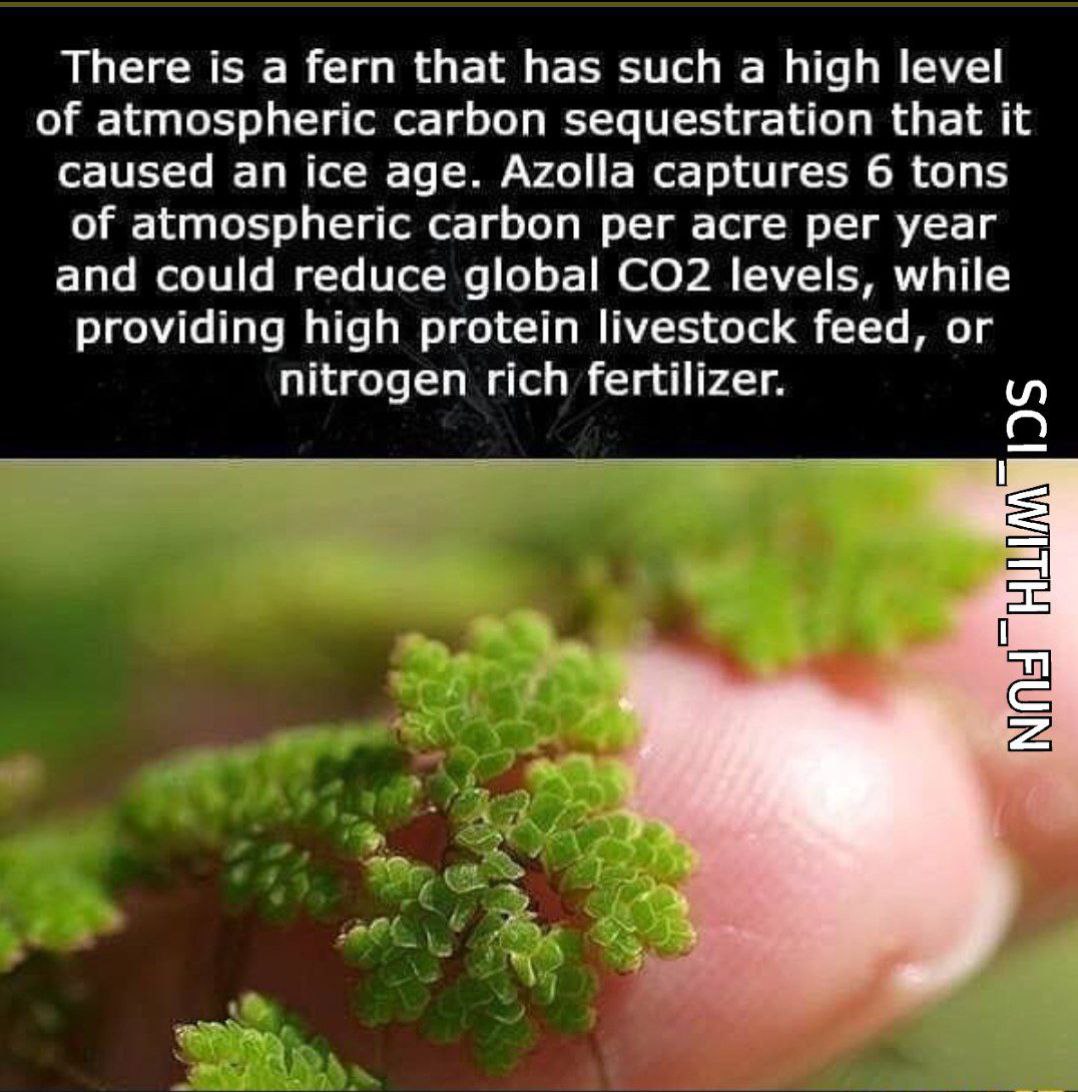 There is a fern that has such a high level
of atmospheric carbon sequestration that it
caused an ice age. Azolla captures 6 tons
of atmospheric carbon per acre per year
and could reduce global CO2 levels, while
providing high protein livestock feed, or
nitrogen rich fertilizer.
SCI_WITH_FUN